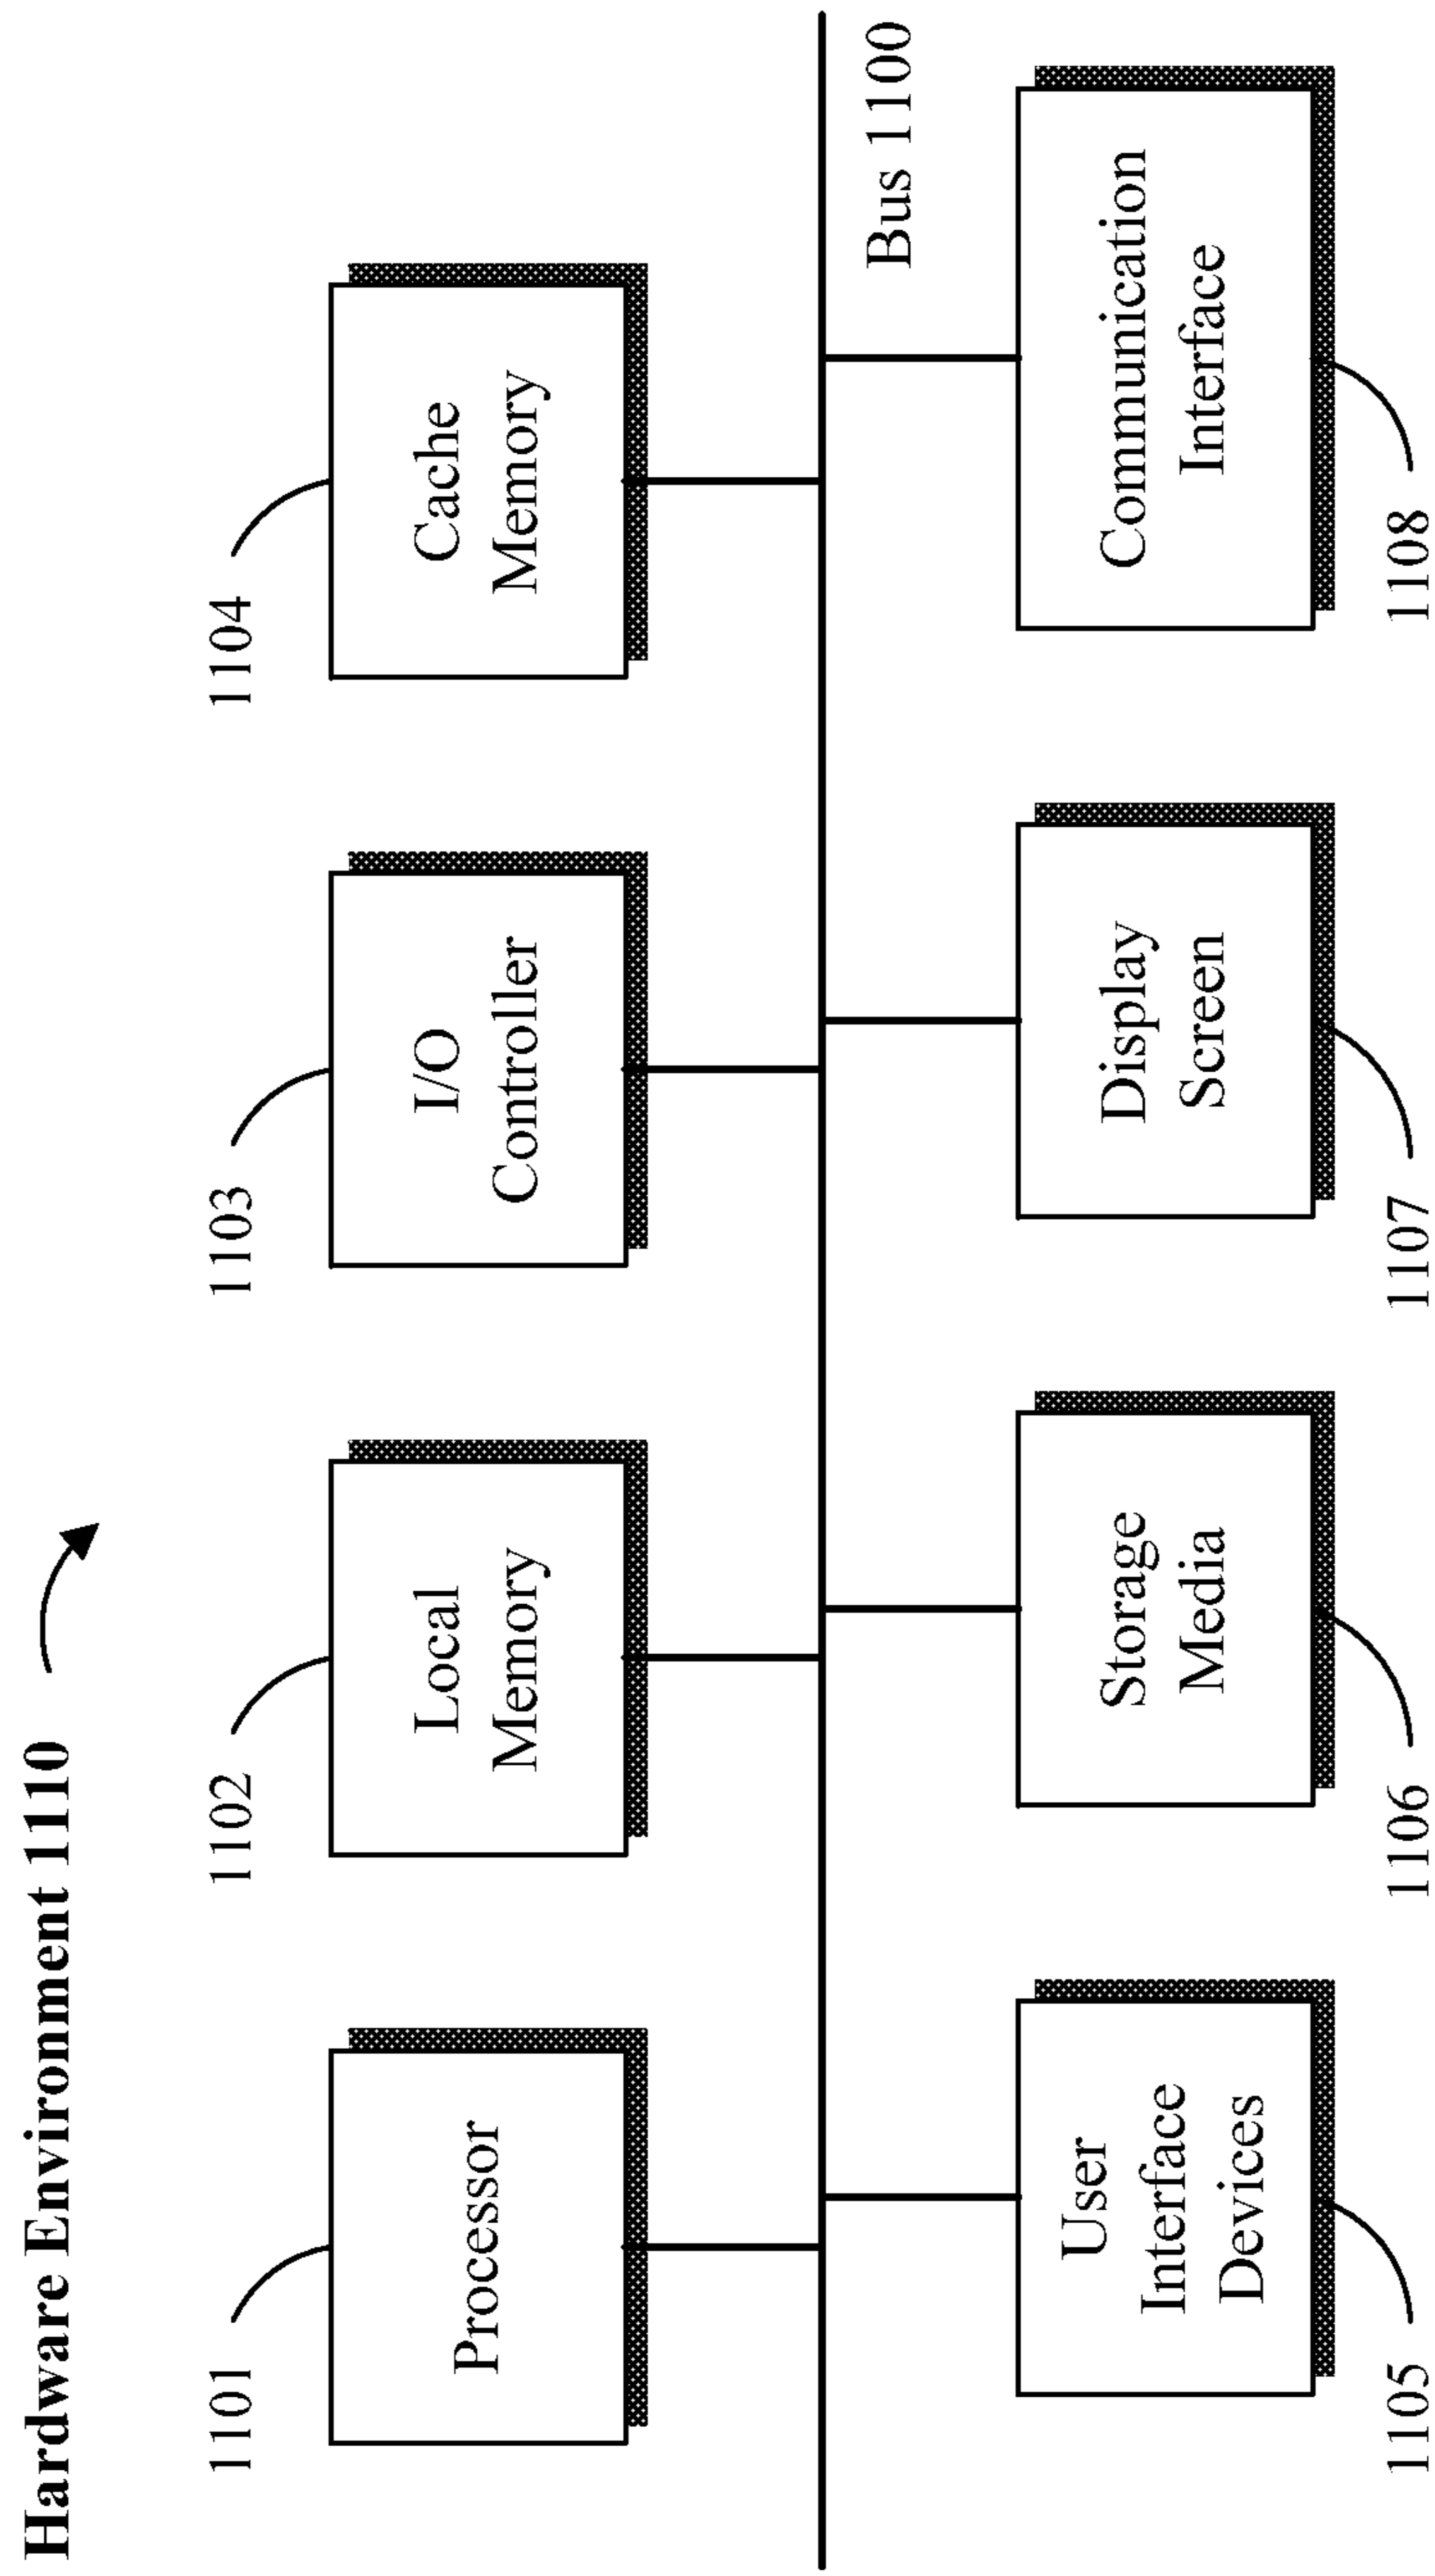 Hardware Environment 1110
1101
Processor
1102
Local
Memory
1103
I/O
Controller
1104
Cache
Memory
Bus 1100
User
Interface
Devices
1105
Storage
Media
1106
Display
Screen
1107
Communication
Interface
1108